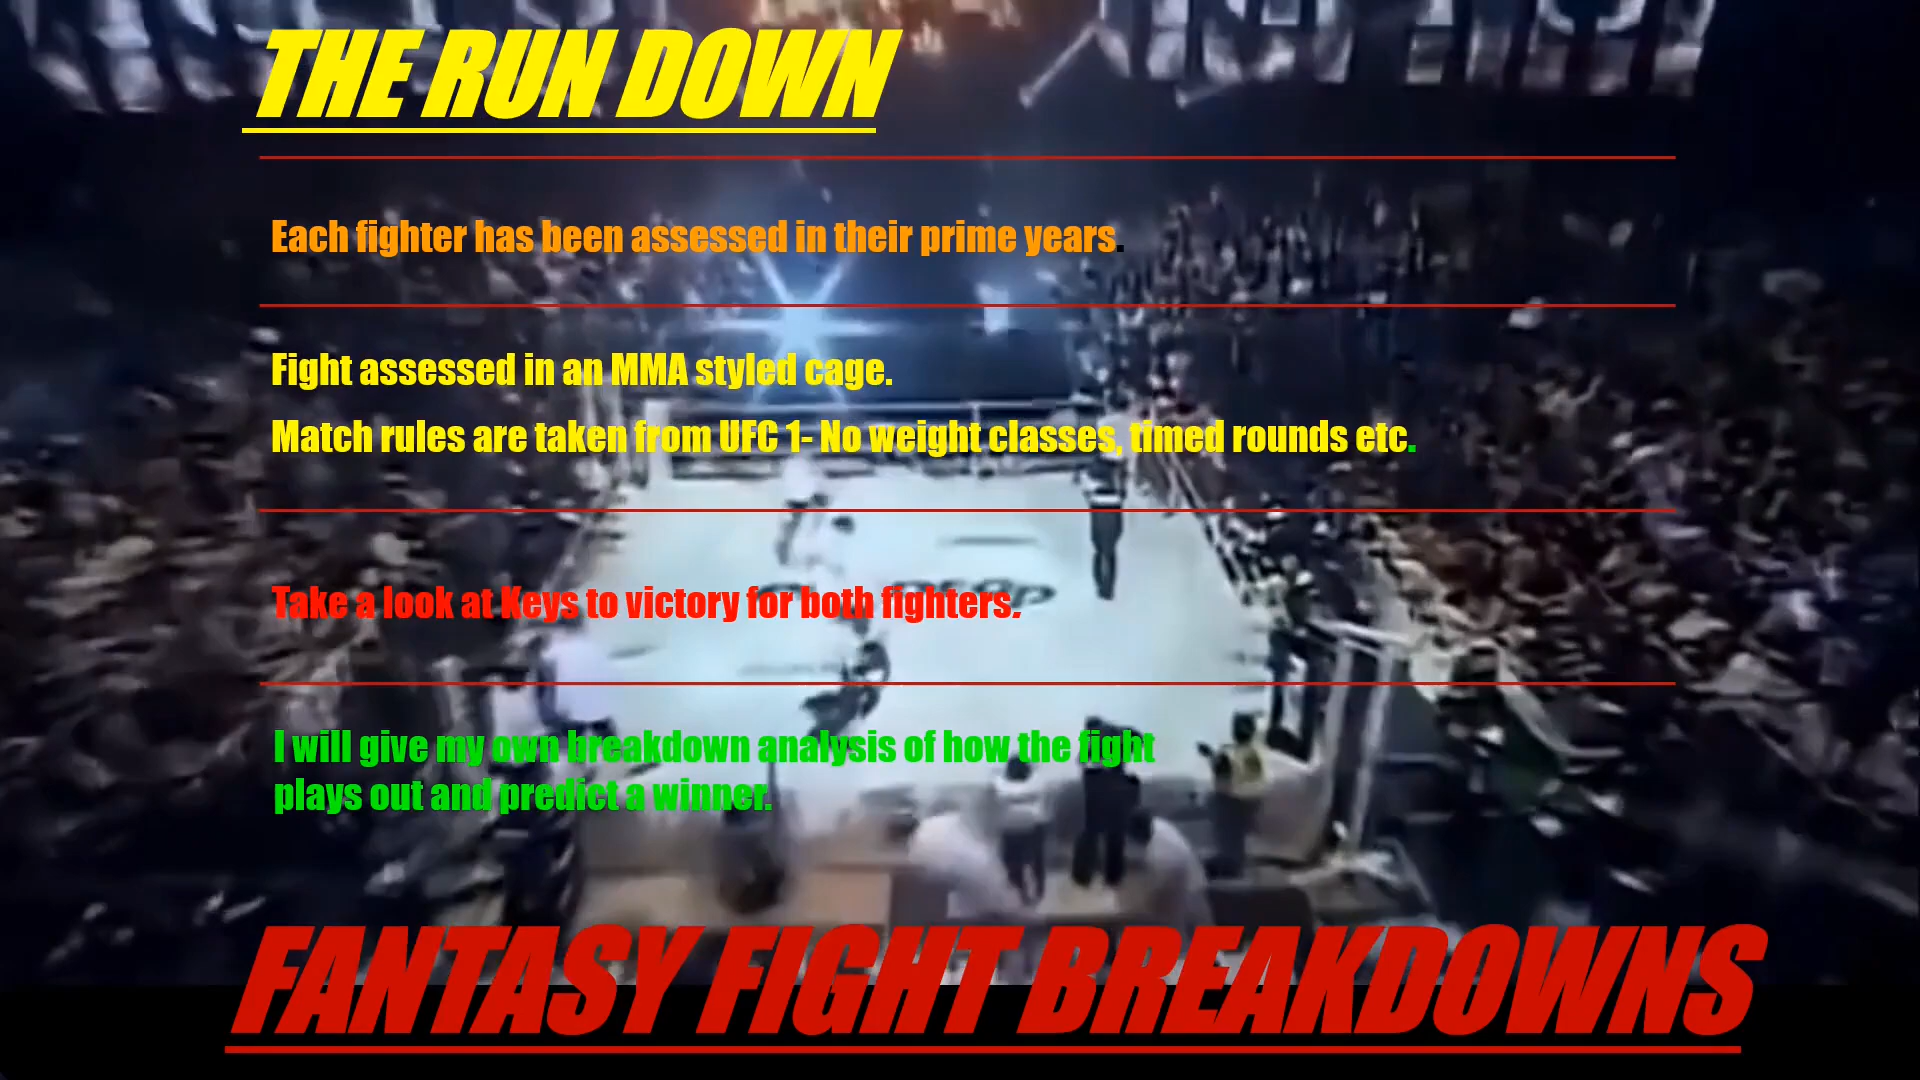 THE RUN DOWN
Each fighter has been assessed in their prime years.
Fight assessed in an MMA styled cage.
Match rules are taken from UFC 1- No weight classes, timed rounds etc.
Take a look at Keys to victory for both fighters.
I will give my own breakdown analysis of how the fight
plays out and predict a winner.
FANTASY FIGHT BREAKDOWNS